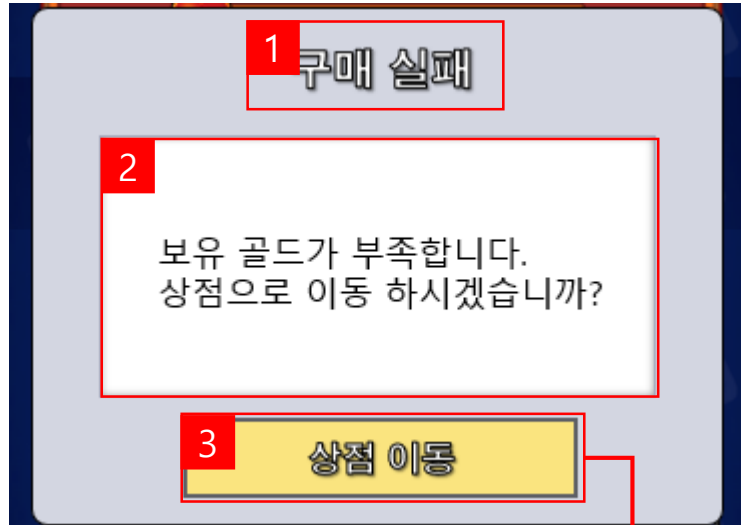 1
구매 실패
2
보유 골드가 부족합니다.
상점으로 이동 하시겠습니까?
3
상점 이동